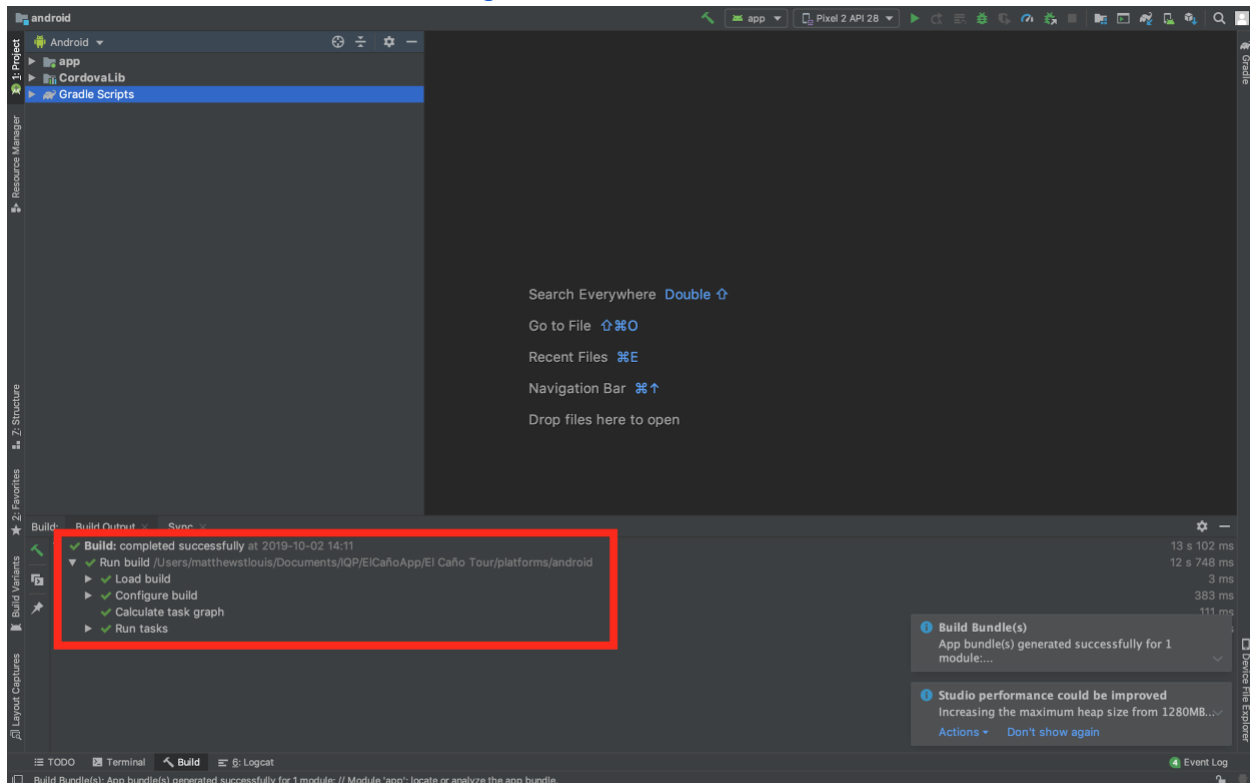 android
app
Pixel 2 API 28
Android
1: Project
app
CordovaLib
Gradle Scripts
Gradle
Resource Manager
Search Everywhere Double ⇧
Go to File ⇧⌘O
Recent Files ⌘E
Navigation Bar ⌘↑
Drop files here to open
7: Structure
2: Favorites
Build Variants
Layout Captures
Build: Build Output Sync
Build: completed successfully at 2019-10-02 14:11 13 s 102 ms
Run build /Users/matthewstlouis/Documents/IQP/ElCañoApp/El Caño Tour/platforms/android 12 s 748 ms
Load build 3 ms
Configure build 383 ms
Calculate task graph 111 ms
Run tasks
Build Bundle(s)
App bundle(s) generated successfully for 1
module:...
Studio performance could be improved
Increasing the maximum heap size from 1280MB...
Actions Don't show again
Device File Explorer
TODO Terminal Build 6: Logcat 4 Event Log
Build Bundle(s): App bundle(s) generated successfully for 1 module: // Module 'app': locate or analyze the app bundle.